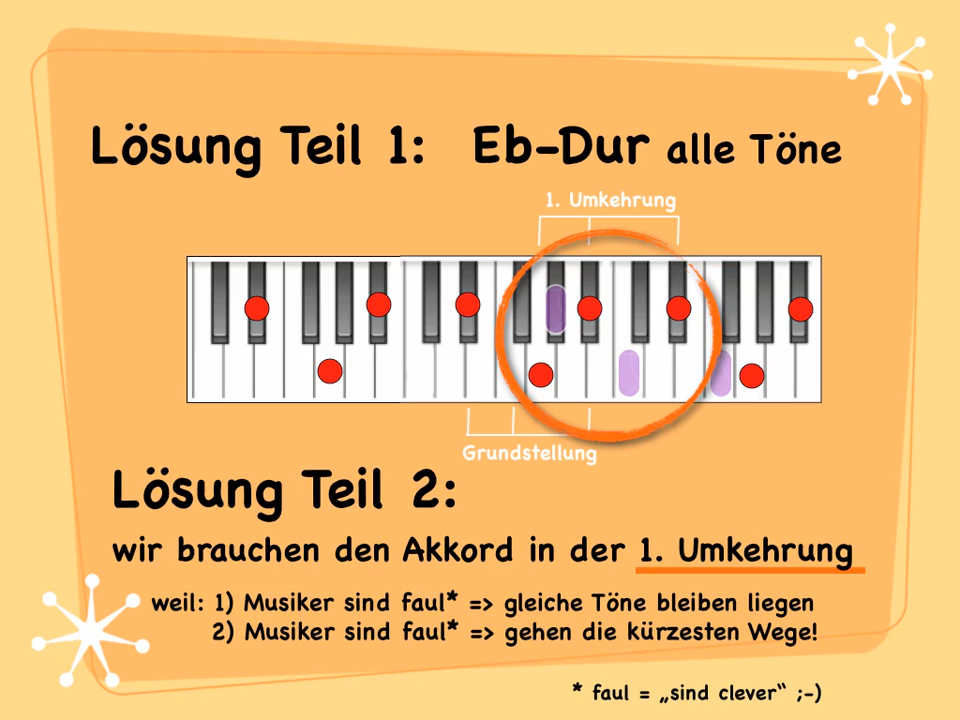 Lösung Teil 1: Eb-Dur alle Töne
1. Umkehrung
Grundstellung
Lösung Teil 2:
wir brauchen den Akkord in der 1. Umkehrung
weil: 1) Musiker sind faul* => gleiche Töne bleiben liegen
2) Musiker sind faul* => gehen die kürzesten Wege!
* faul = „sind clever“ ;-)